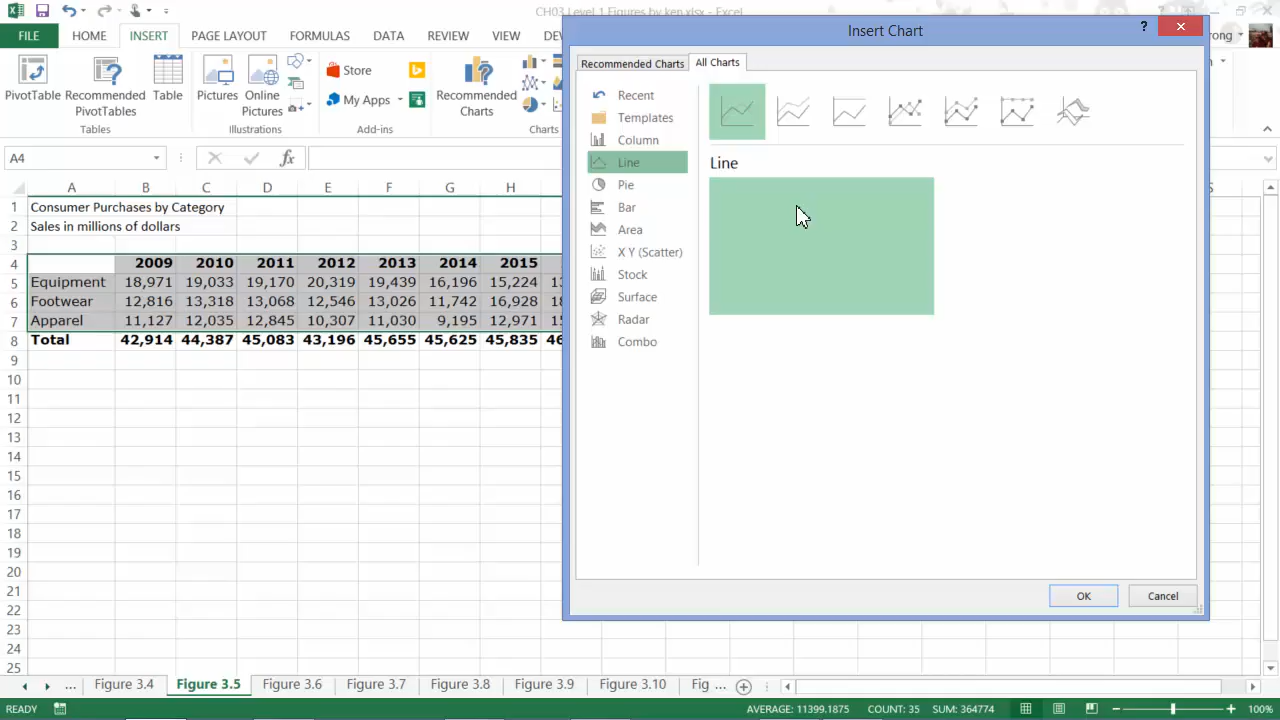 CH03 Level 1 Figures by ken.xlsx - Excel
FILE HOME INSERT PAGE LAYOUT FORMULAS DATA REVIEW VIEW
PivotTable
Recommended
PivotTables
Table
Tables
Pictures
Online
Pictures
Illustrations
Store
My Apps
Add-ins
Recommended
Charts
Charts
A4
fx
A B C D E F G H
1 Consumer Purchases by Category
2 Sales in millions of dollars
3
4 2009 2010 2011 2012 2013 2014 2015
5 Equipment 18,971 19,033 19,170 20,319 19,439 16,196 15,224
6 Footwear 12,816 13,318 13,068 12,546 13,026 11,742 16,928
7 Apparel 11,127 12,035 12,845 10,307 11,030 9,195 12,971
8 Total 42,914 44,387 45,083 43,196 45,655 45,625 45,835
9
10
11
12
13
14
15
16
17
18
19
20
21
22
23
24
25
Insert Chart
?
Recommended Charts All Charts
Recent
Templates
Column
Line
Pie
Bar
Area
X Y (Scatter)
Stock
Surface
Radar
Combo
Line
OK Cancel
... Figure 3.4 Figure 3.5 Figure 3.6 Figure 3.7 Figure 3.8 Figure 3.9 Figure 3.10 Fig ...
READY AVERAGE: 11399.1875 COUNT: 35 SUM: 364774 100%